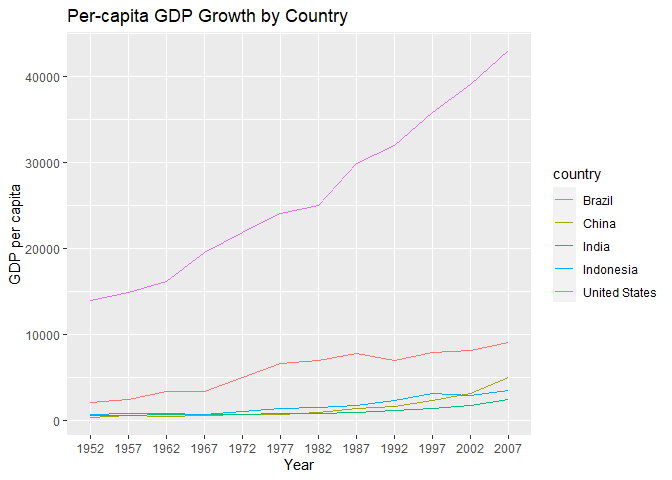 Per-capita GDP Growth by Country
40000
30000
20000
10000
0
GDP per capita
1952 1957 1962 1967 1972 1977 1982 1987 1992 1997 2002 2007
Year
country
Brazil
China
India
Indonesia
United States